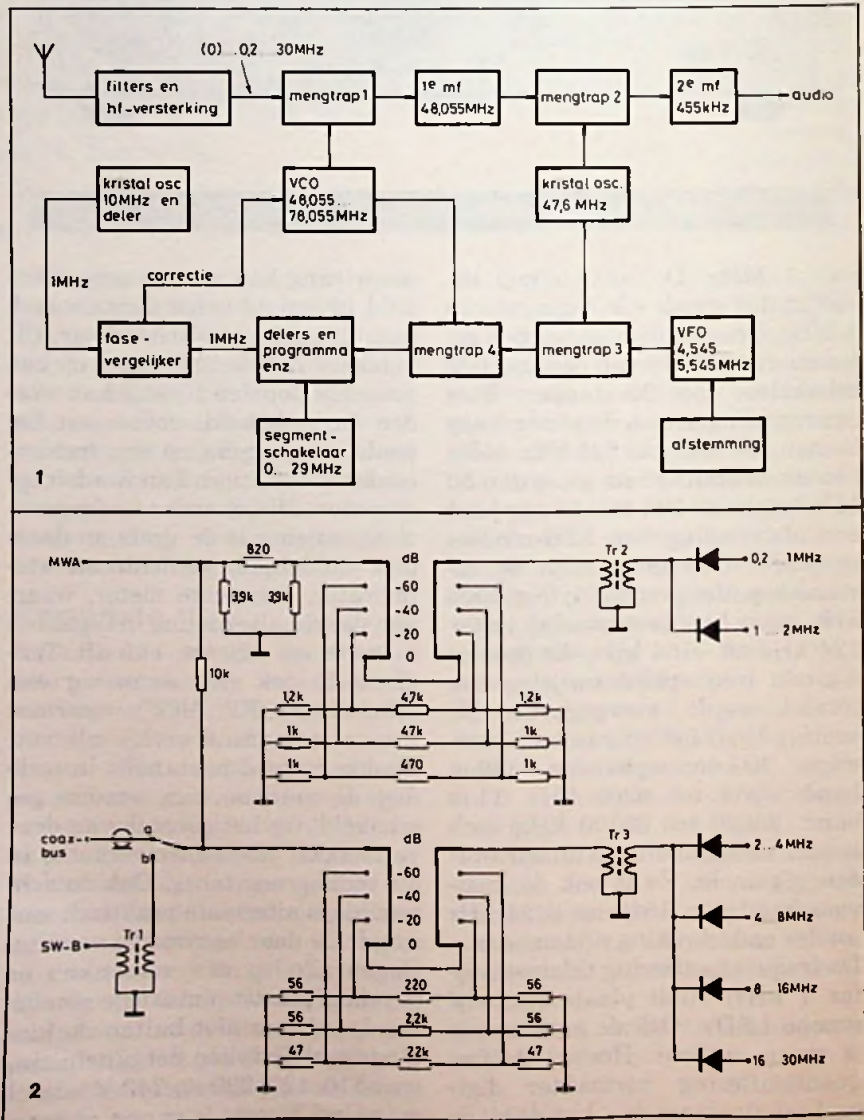 (0)...0,2...30MHz
filters en
hf-versterking
mengtrap 1
1e mf
48,055MHz
mengtrap 2
2e mf
455kHz
audio
kristal osc
10MHz en
deler
VCO
48,055...
78,055MHz
kristal osc.
47,6 MHz
1MHz
correctie
fase-
vergelijker
1MHz
delers en
programma
enz.
mengtrap 4
mengtrap 3
VFO
4,545...
5,545MHz
segment-
schakelaar
0...29MHz
afstemming
1
MWA
820
3,9k
3,9k
10k
dB
-60
-40
-20
0
1,2k
4,7k
1,2k
1k
47k
1k
1k
470
1k
Tr 2
0,2...1MHz
1...2MHz
coax
bus
a
b
Tr 1
SW-B
dB
-60
-40
-20
0
56
220
56
56
2,2k
56
47
22k
47
Tr 3
2...4MHz
4...8MHz
8...16MHz
16...30MHz
2